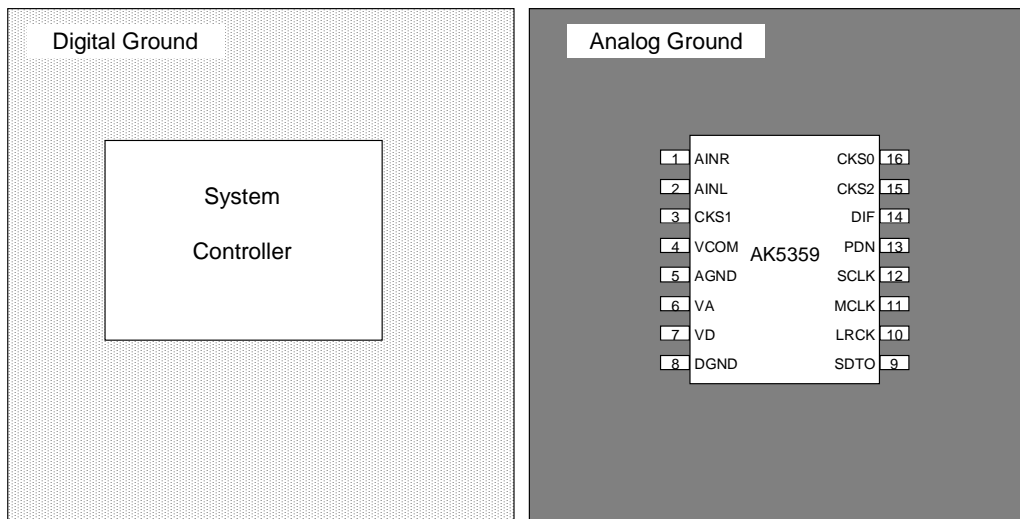 Digital Ground
System
Controller
Analog Ground
1 AINR
2 AINL
3 CKS1
4 VCOM
5 AGND
6 VA
7 VD
8 DGND
AK5359
CKS0 16
CKS2 15
DIF 14
PDN 13
SCLK 12
MCLK 11
LRCK 10
SDTO 9